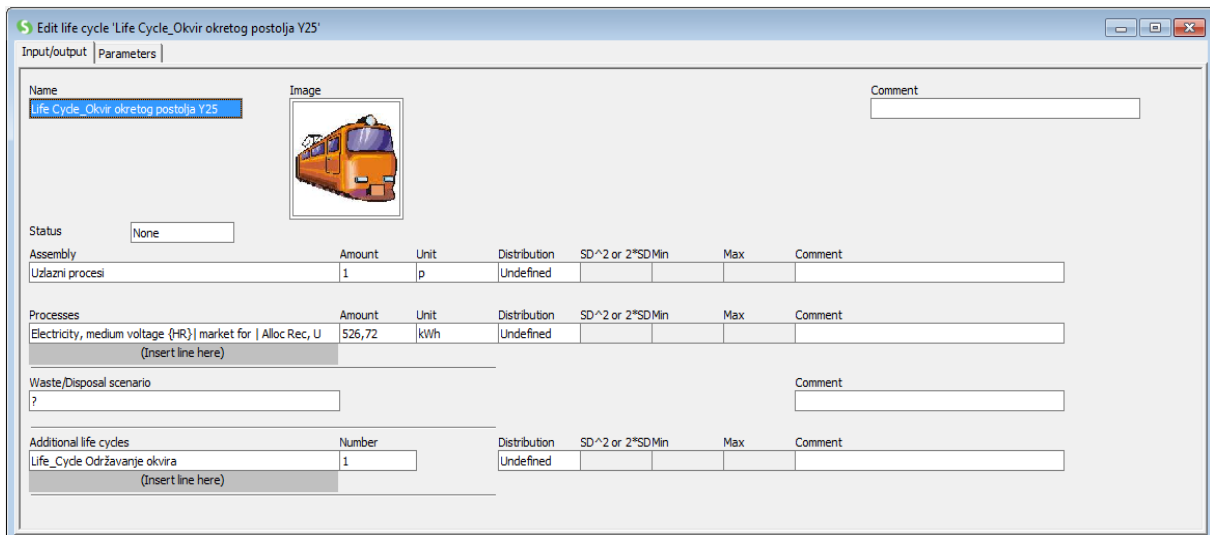 Edit life cycle 'Life Cycle_Okvir okretog postolja Y25'
Input/output Parameters
Name Image Comment
Life Cycle_Okvir okretog postolja Y25
Status None
Assembly Amount Unit Distribution SD^2 or 2*SD Min Max Comment
Uzlazni procesi 1 p Undefined
Processes Amount Unit Distribution SD^2 or 2*SD Min Max Comment
Electricity, medium voltage {HR}| market for | Alloc Rec, U 526,72 kWh Undefined
(Insert line here)
Waste/Disposal scenario Comment
?
Additional life cycles Number Distribution SD^2 or 2*SD Min Max Comment
Life_Cycle Održavanje okvira 1 Undefined
(Insert line here)